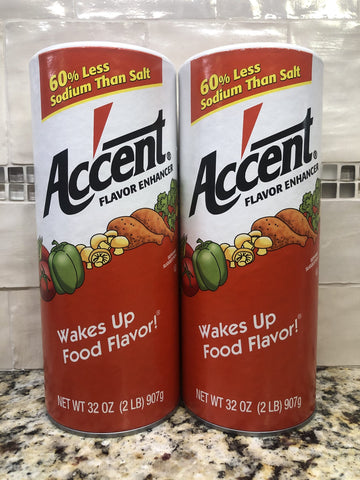 60% Less
Sodium Than Salt
Accent®
FLAVOR ENHANCER
Wakes Up
Food Flavor!®
NET WT 32 OZ (2 LB) 907g
60% Less
Sodium Than Salt
Accent®
FLAVOR ENHANCER
Wakes Up
Food Flavor!®
NET WT 32 OZ (2 LB) 907g